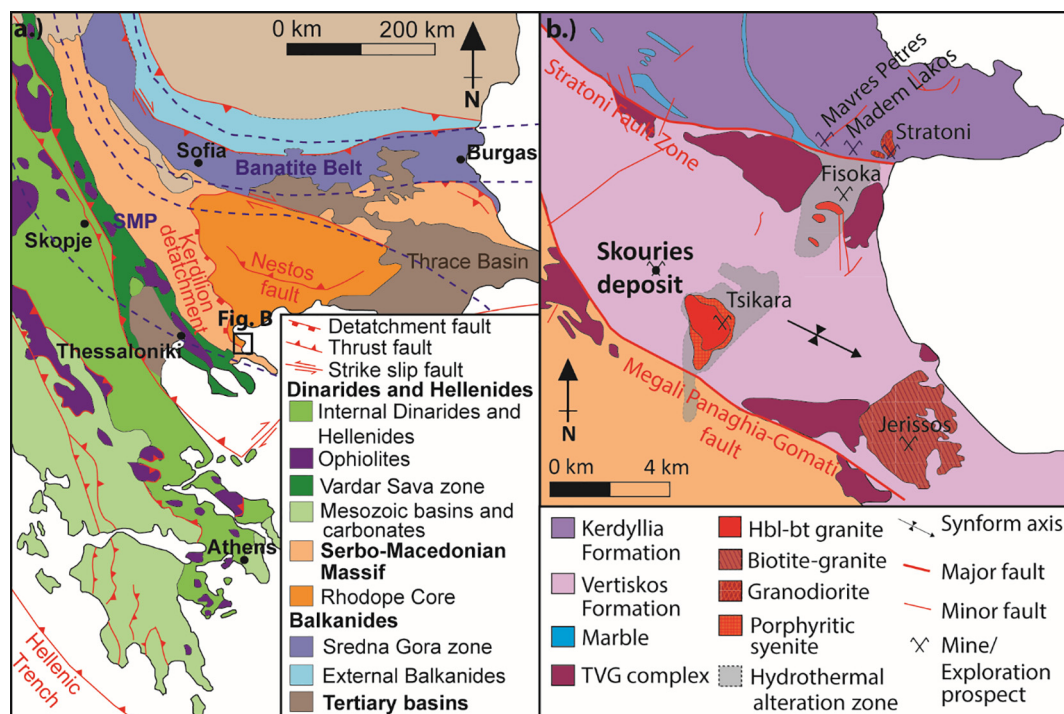 a.)
0 km 200 km
N
Sofia
Burgas
Banatite Belt
SMP
Skopje
Kerdilion
detatchment
Nestos
fault
Thrace Basin
Fig. B
Thessaloniki
Athens
Hellenic
Trench
Detatchment fault
Thrust fault
Strike slip fault
Dinarides and Hellenides
Internal Dinarides and
Hellenides
Ophiolites
Vardar Sava zone
Mesozoic basins and
carbonates
Serbo-Macedonian
Massif
Rhodope Core
Balkanides
Sredna Gora zone
External Balkanides
Tertiary basins
b.)
Stratoni Fault Zone
Mavres Petres
Madem Lakos
Stratoni
Fisoka
Skouries
deposit
Tsikara
Megali Panaghia-Gomati
fault
Jerissos
N
0 km 4 km
Kerdyllia
Formation
Vertiskos
Formation
Marble
TVG complex
Hbl-bt granite
Biotite-granite
Granodiorite
Porphyritic
syenite
Hydrothermal
alteration zone
Synform axis
Major fault
Minor fault
Mine/
Exploration
prospect